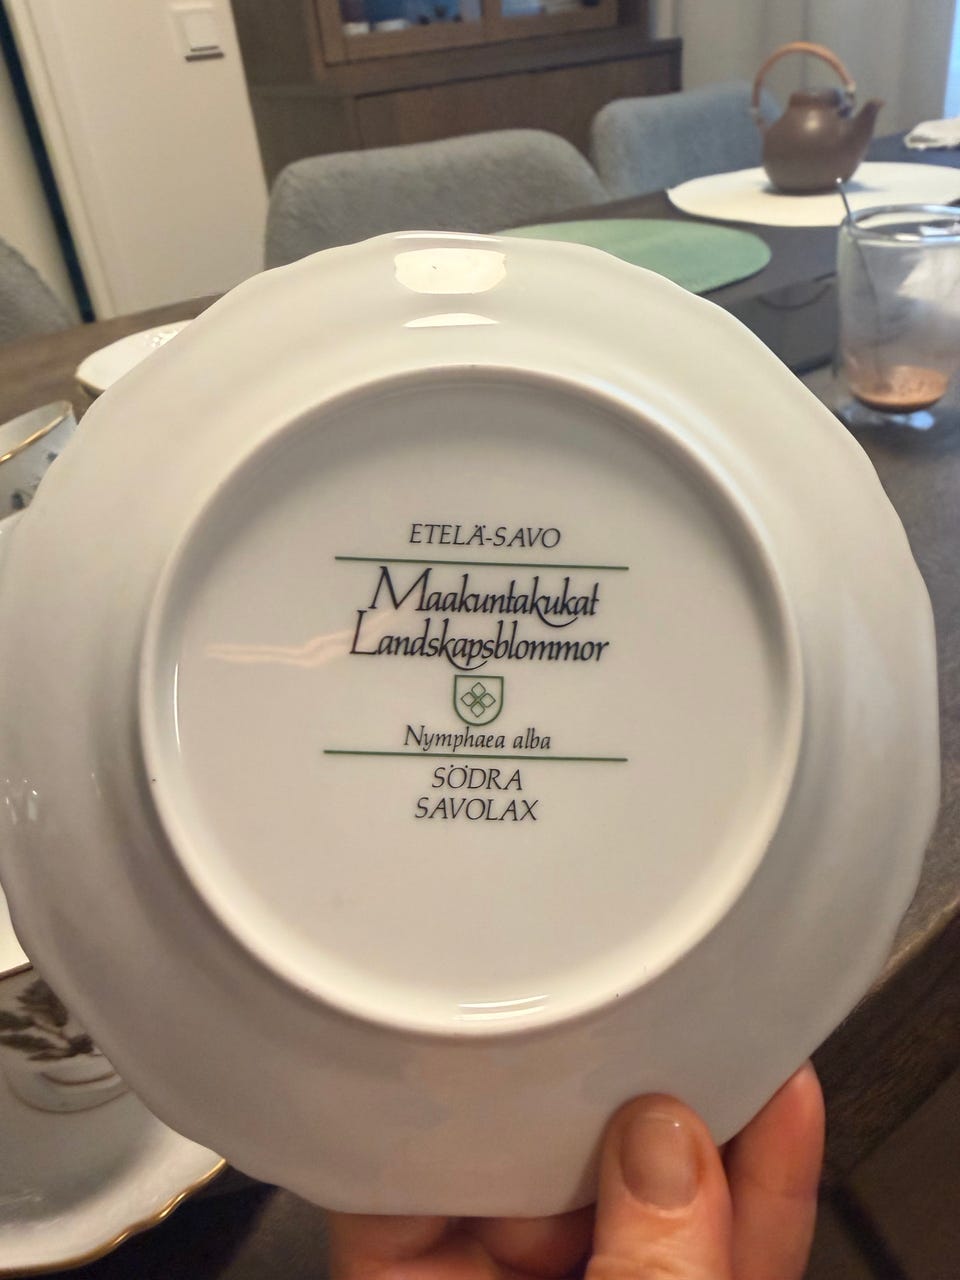 ETELÄ-SAVO
Maakuntakukat
Landskapsblommor
Nymphaea alba
SÖDRA
SAVOLAX